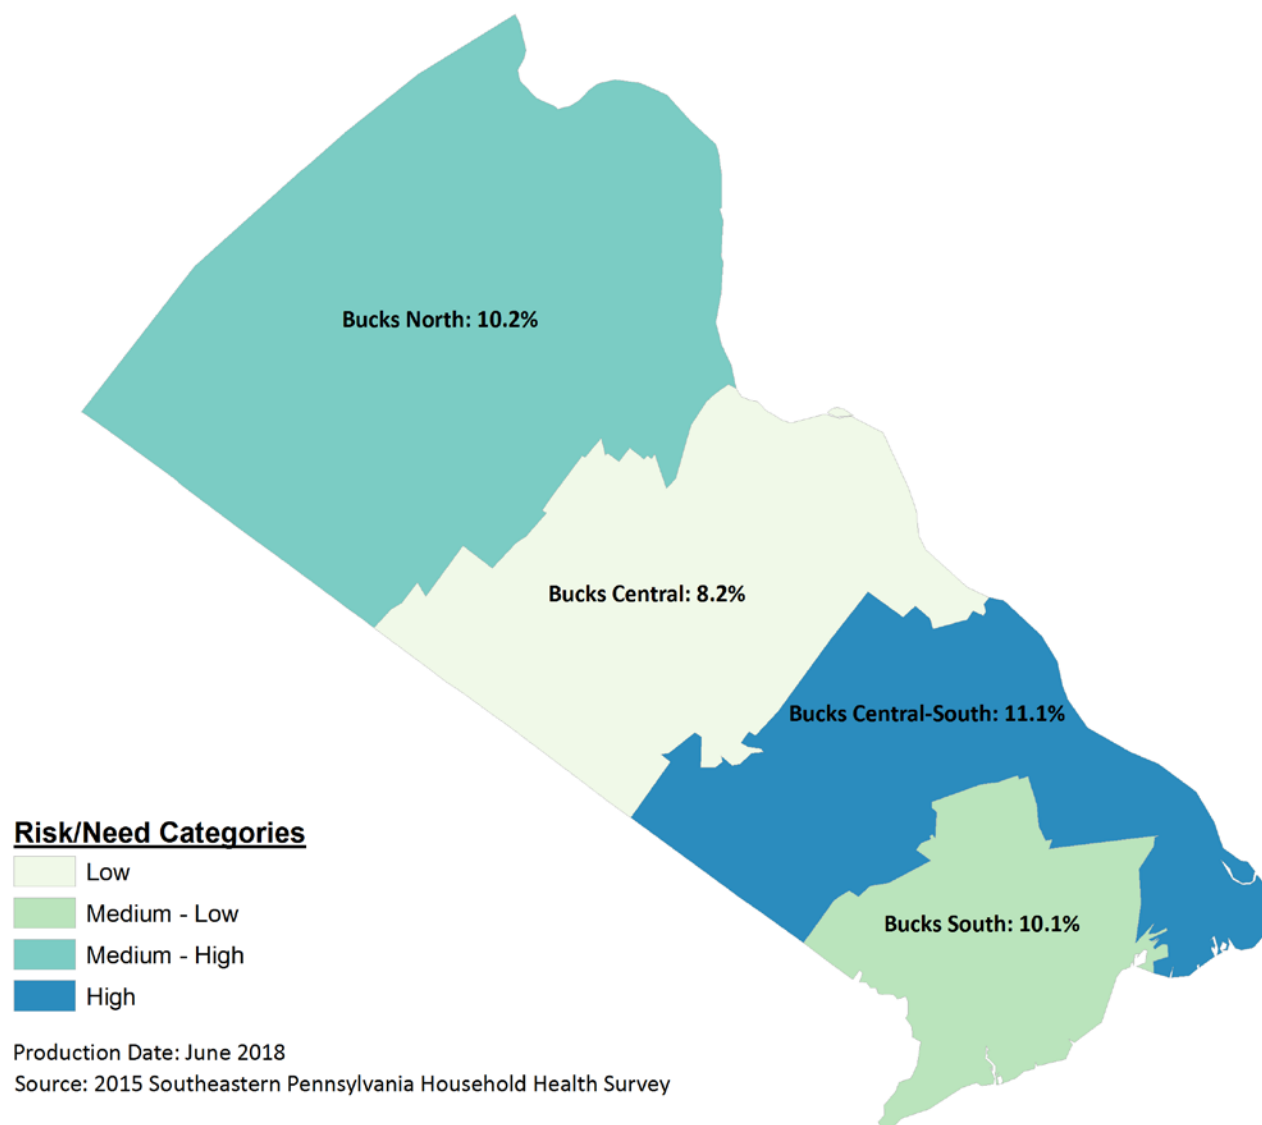 Bucks North: 10.2%
Bucks Central: 8.2%
Bucks Central-South: 11.1%
Bucks South: 10.1%
Risk/Need Categories
Low
Medium - Low
Medium - High
High
Production Date: June 2018
Source: 2015 Southeastern Pennsylvania Household Health Survey